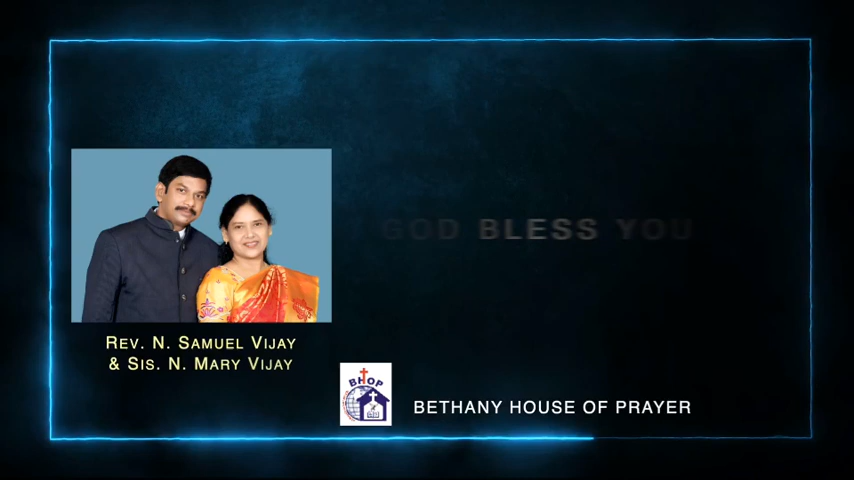 GOD BLESS YOU
REV. N. SAMUEL VIJAY
& SIS. N. MARY VIJAY
BHOP
BETHANY HOUSE OF PRAYER